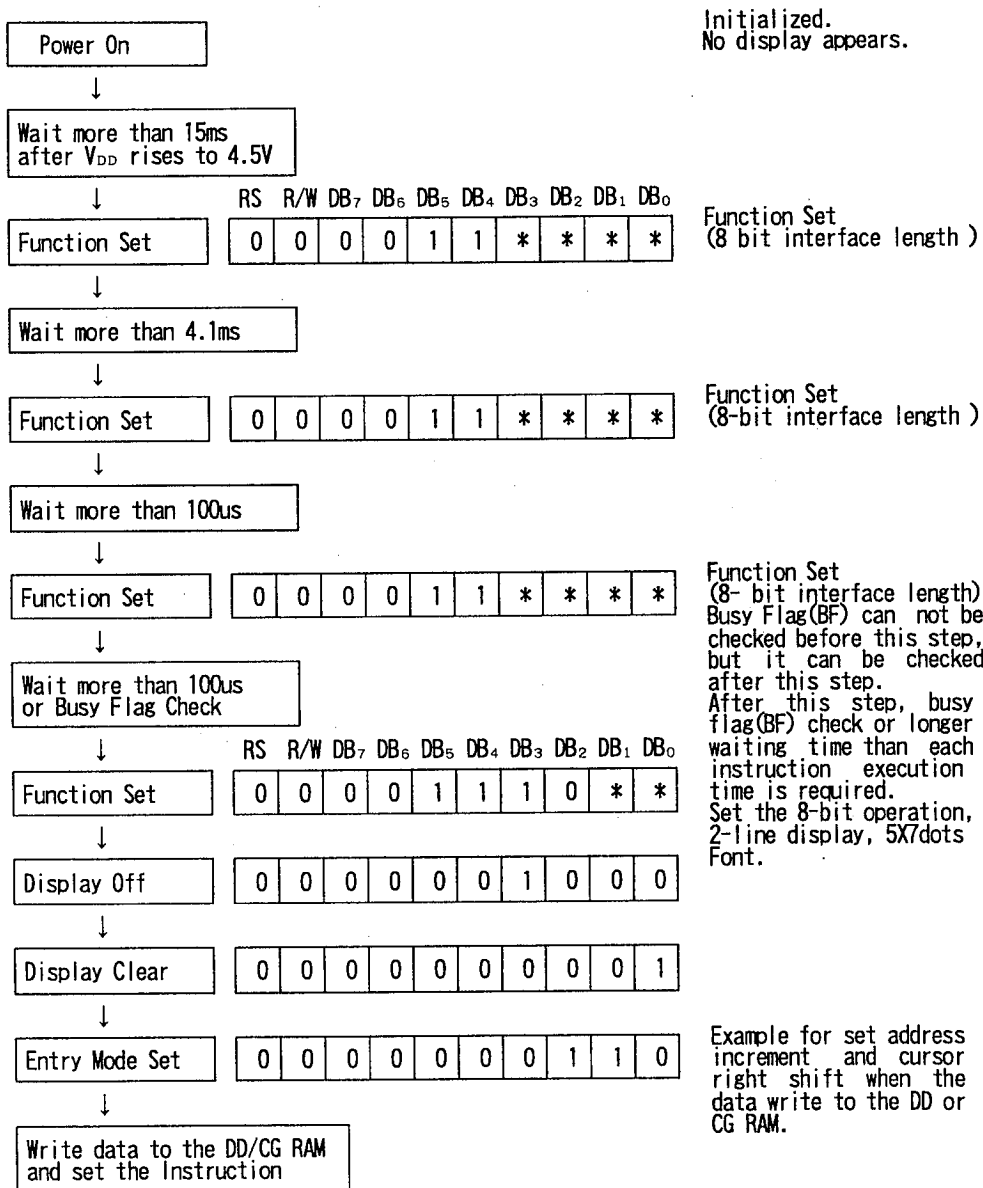 Power On
Initialized.
No display appears.
↓
Wait more than 15ms
after VDD rises to 4.5V
↓
RS R/W DB7 DB6 DB5 DB4 DB3 DB2 DB1 DB0
Function Set
0 0 0 0 1 1 * * * *
Function Set
(8 bit interface length )
↓
Wait more than 4.1ms
↓
Function Set
0 0 0 0 1 1 * * * *
Function Set
(8-bit interface length )
↓
Wait more than 100us
↓
Function Set
0 0 0 0 1 1 * * * *
Function Set
(8- bit interface length)
Busy Flag(BF) can not be
checked before this step,
but it can be checked
after this step.
After this step, busy
flag(BF) check or longer
waiting time than each
instruction execution
time is required.
Set the 8-bit operation,
2-line display, 5X7dots
Font.
↓
Wait more than 100us
or Busy Flag Check
↓
RS R/W DB7 DB6 DB5 DB4 DB3 DB2 DB1 DB0
Function Set
0 0 0 0 1 1 1 0 * *
↓
Display Off
0 0 0 0 0 0 1 0 0 0
↓
Display Clear
0 0 0 0 0 0 0 0 0 1
↓
Entry Mode Set
0 0 0 0 0 0 0 1 1 0
Example for set address
increment and cursor
right shift when the
data write to the DD or
CG RAM.
↓
Write data to the DD/CG RAM
and set the Instruction